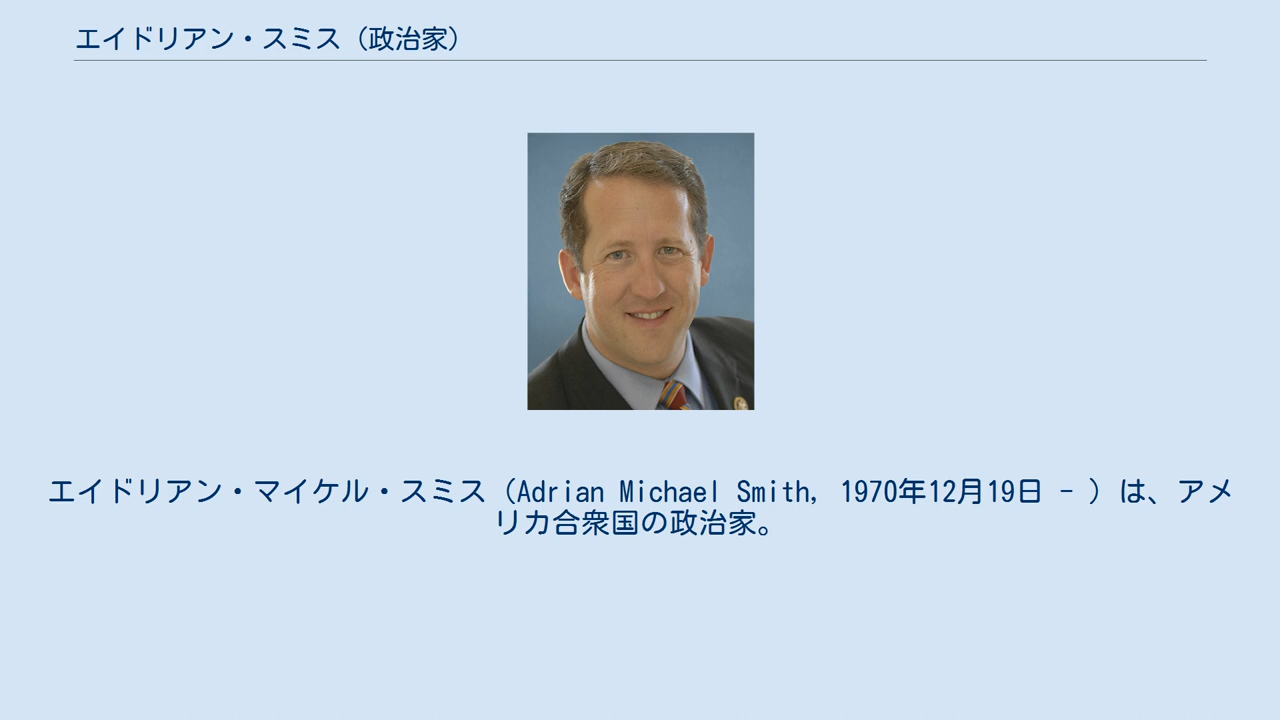 エイドリアン・スミス（政治家）
エイドリアン・マイケル・スミス（Adrian Michael Smith, 1970年12月19日 - ）は、アメ
リカ合衆国の政治家。